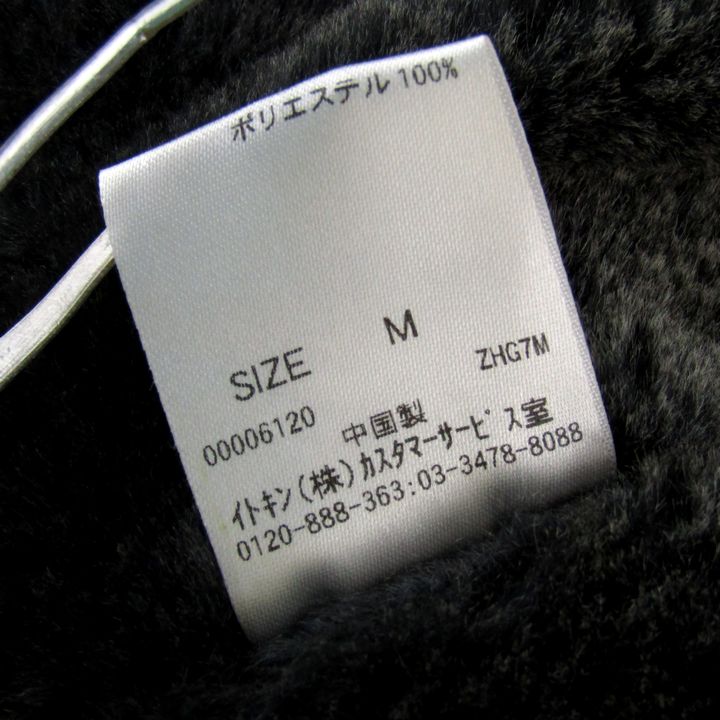 ポリエステル 100%
SIZE M
00006120 中国製 ZHG7M
イトキン(株)カスタマーサービス室
0120-888-363:03-3478-8088